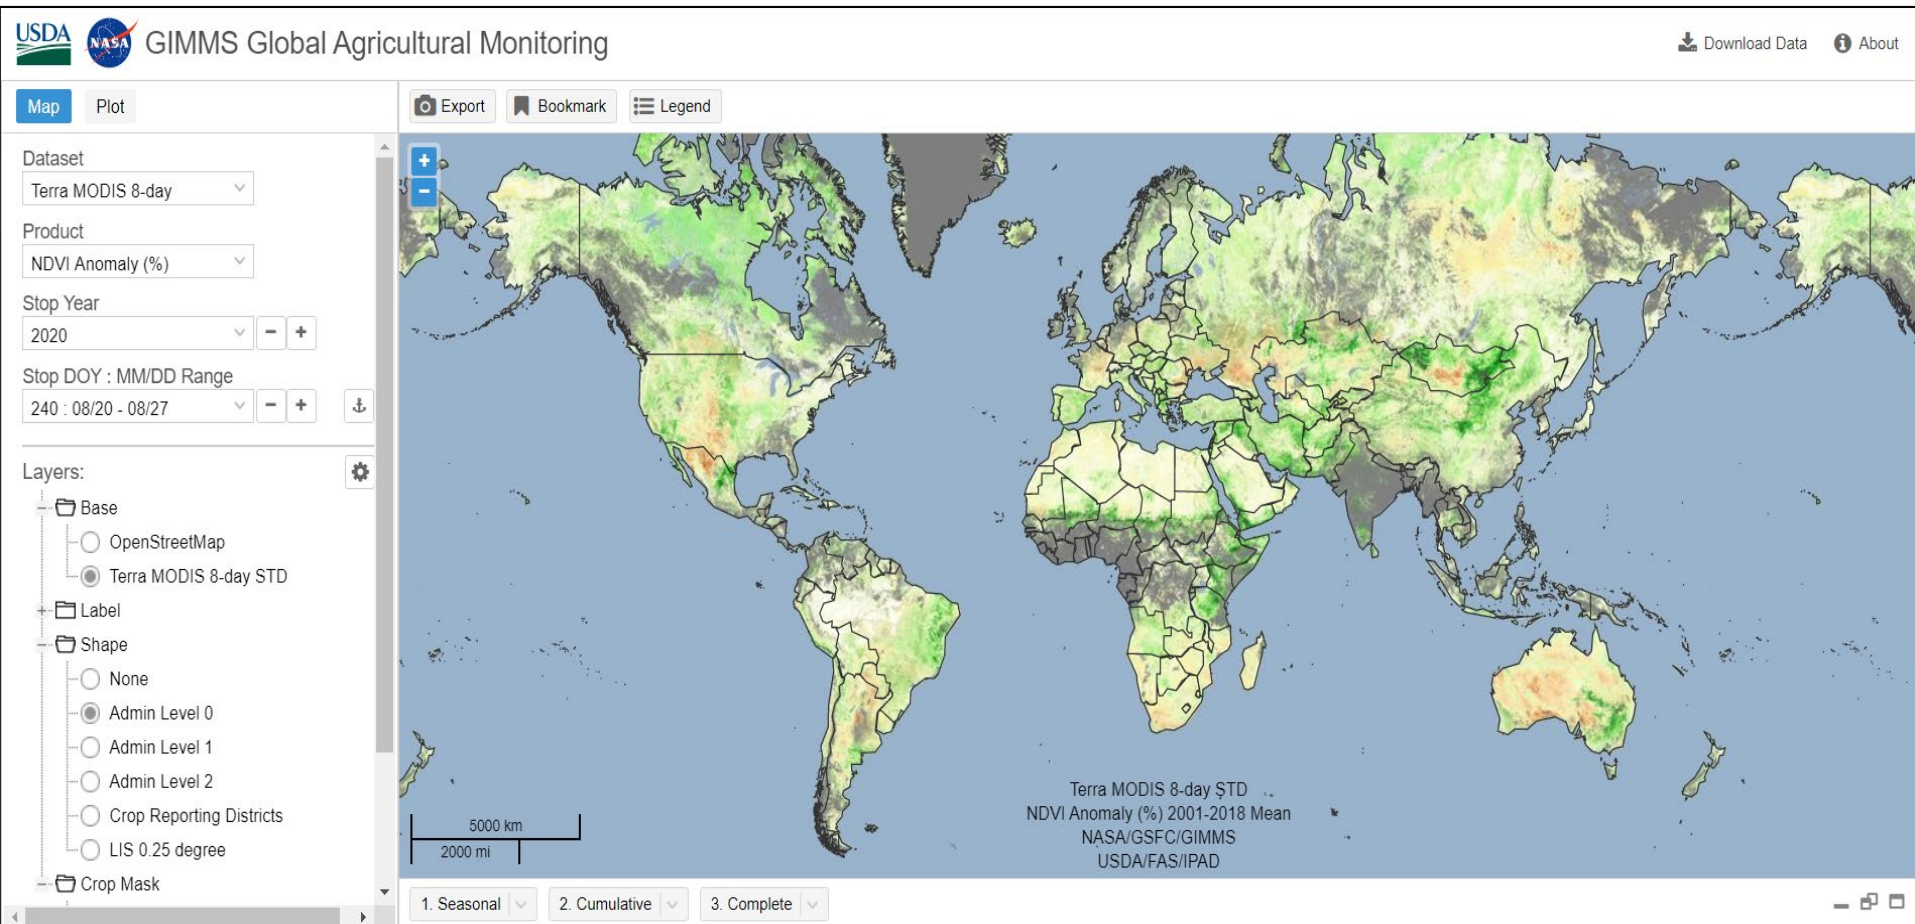 USDA NASA GIMMS Global Agricultural Monitoring
Download Data About
Map Plot
Export Bookmark Legend
Dataset
Terra MODIS 8-day
Product
NDVI Anomaly (%)
Stop Year
2020 - +
Stop DOY : MM/DD Range
240 : 08/20 - 08/27 - +
Layers:
Base
OpenStreetMap
Terra MODIS 8-day STD
Label
Shape
None
Admin Level 0
Admin Level 1
Admin Level 2
Crop Reporting Districts
LIS 0.25 degree
Crop Mask
+
-
5000 km
2000 mi
Terra MODIS 8-day STD
NDVI Anomaly (%) 2001-2018 Mean
NASA/GSFC/GIMMS
USDA/FAS/IPAD
1. Seasonal 2. Cumulative 3. Complete